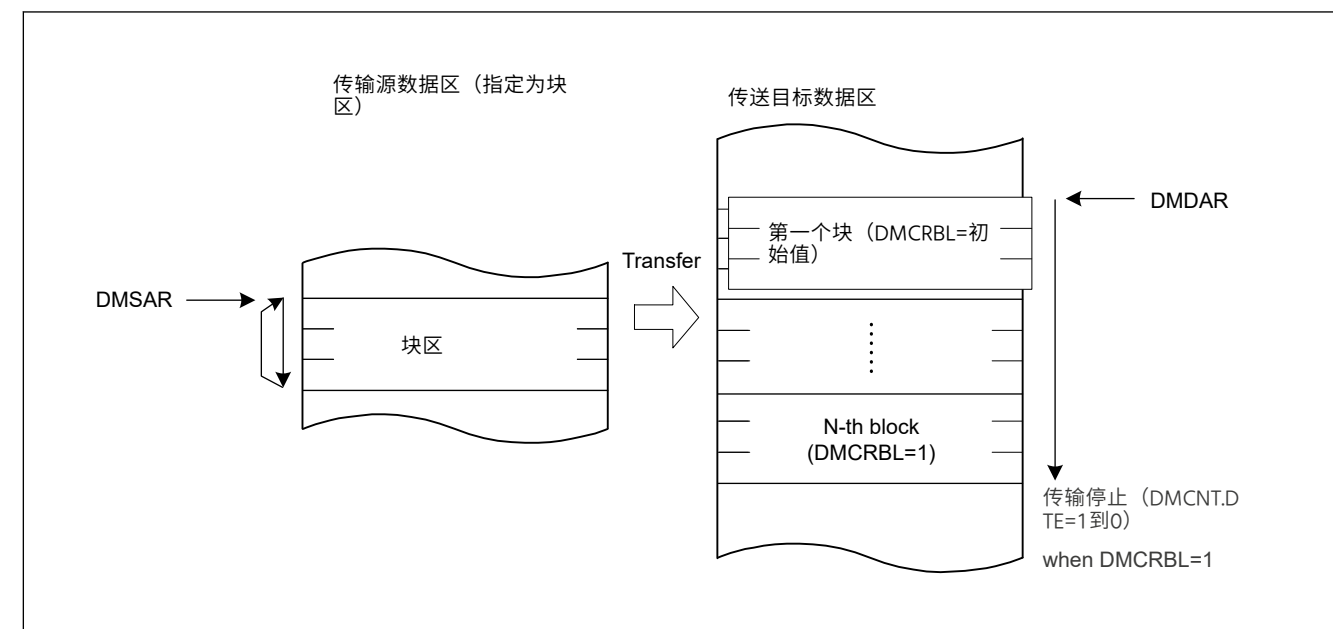 传输源数据区（指定为块
区）
传送目标数据区
DMDAR
第一个块（DMCRBL=初
始值）
Transfer
DMSAR
块区
N-th block
(DMCRBL=1)
传输停止（DMCNT.D
TE=1到0）
when DMCRBL=1